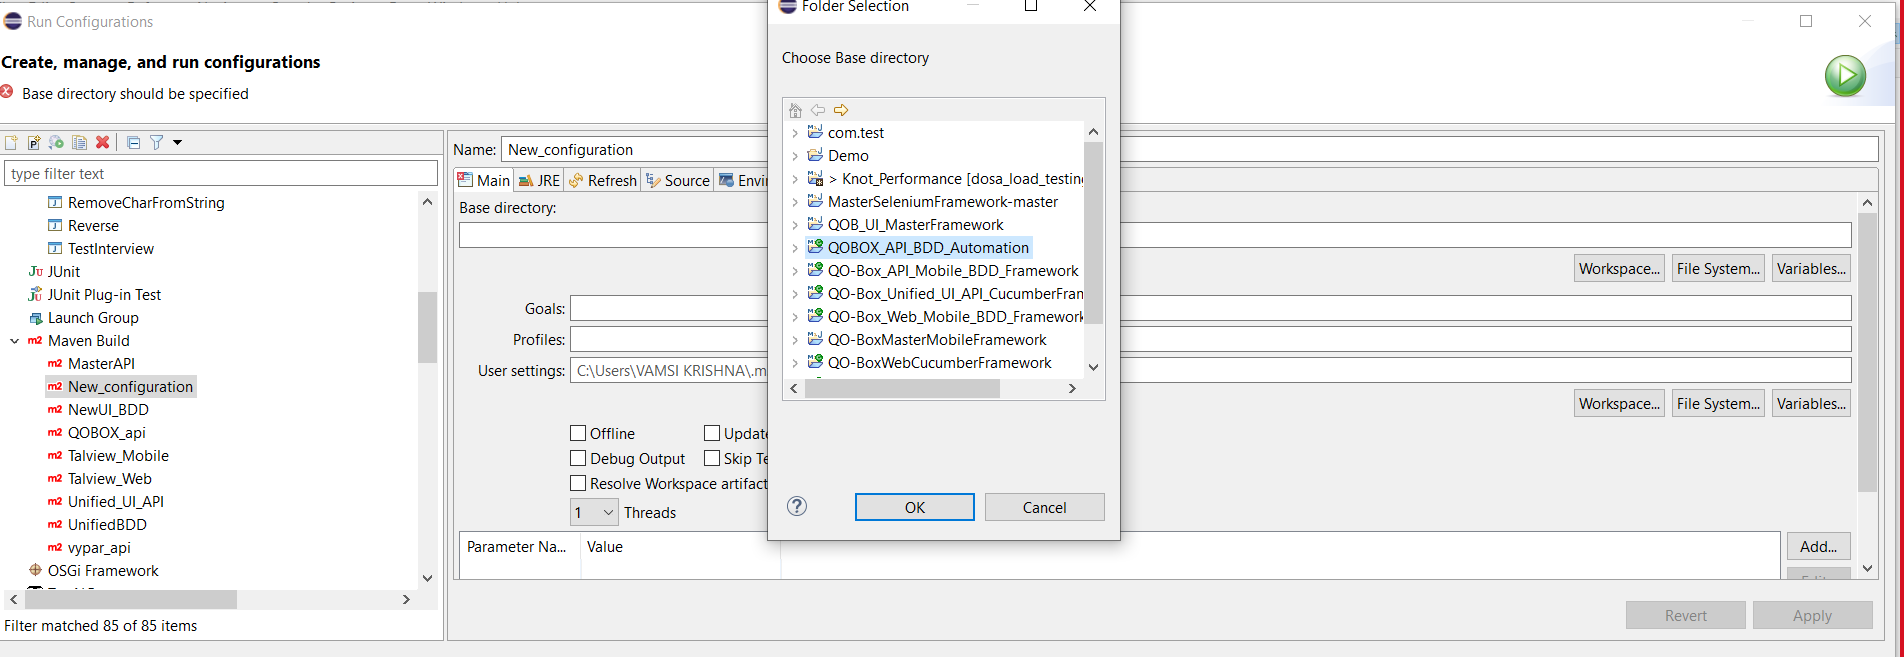 Run Configurations
Create, manage, and run configurations
Base directory should be specified
type filter text
RemoveCharFromString
Reverse
TestInterview
JUnit
JUnit Plug-in Test
Launch Group
Maven Build
MasterAPI
New_configuration
NewUI_BDD
QOBOX_api
Talview_Mobile
Talview_Web
Unified_UI_API
UnifiedBDD
vypar_api
OSGi Framework
Filter matched 85 of 85 items
Name: New_configuration
Main JRE Refresh Source Envi
Base directory:
Workspace... File System... Variables...
Goals:
Profiles:
User settings: C:\Users\VAMSI KRISHNA\.m
Workspace... File System... Variables...
Offline Update
Debug Output Skip Te
Resolve Workspace artifact
1 Threads
Parameter Na... Value
Add...
Revert Apply
Folder Selection
Choose Base directory
com.test
Demo
> Knot_Performance [dosa_load_testing
MasterSeleniumFramework-master
QOB_UI_MasterFramework
QOBOX_API_BDD_Automation
QO-Box_API_Mobile_BDD_Framework
QO-Box_Unified_UI_API_CucumberFram
QO-Box_Web_Mobile_BDD_Framework
QO-BoxMasterMobileFramework
QO-BoxWebCucumberFramework
OK Cancel